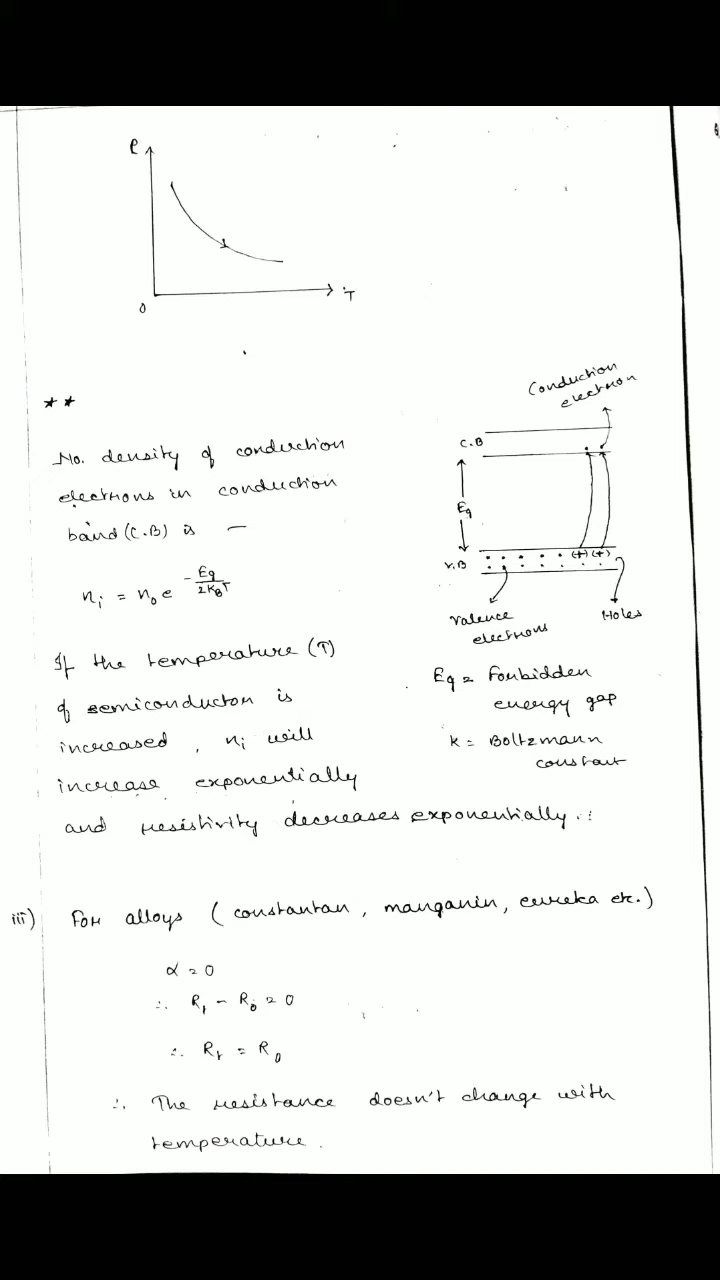 ρ
T
0
**
No. density of conduction
electrons in conduction
band (C.B) is –
nᵢ = n₀ e^(-Eg/2K_BT)
If the temperature (T)
of semiconductor is
increased, nᵢ will
increase exponentially
and resistivity decreases exponentially.
Conduction
electron
C.B
Eg
V.B
(+) (+)
Valence
electrons
Holes
Eg = Forbidden
energy gap
k = Boltzmann
constant
iii) For alloys (constantan, manganin, eureka etc.)
α = 0
∴ Rₜ - R₀ = 0
∴ Rₜ = R₀
∴ The resistance doesn't change with
temperature.